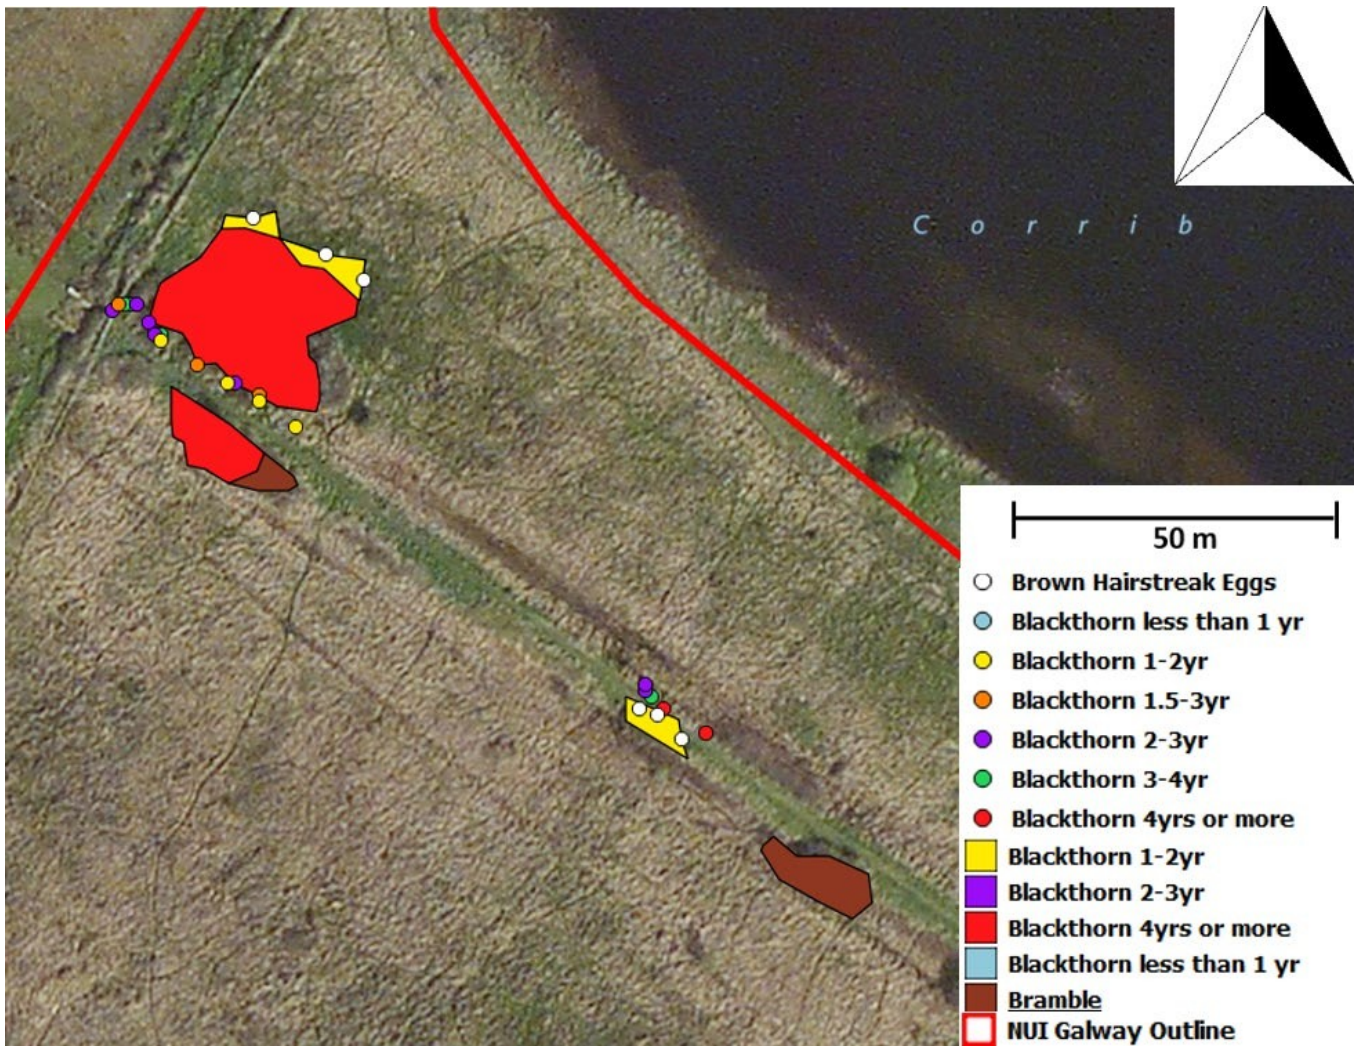 C o r r i b
50 m
Brown Hairstreak Eggs
Blackthorn less than 1 yr
Blackthorn 1-2yr
Blackthorn 1.5-3yr
Blackthorn 2-3yr
Blackthorn 3-4yr
Blackthorn 4yrs or more
Blackthorn 1-2yr
Blackthorn 2-3yr
Blackthorn 4yrs or more
Blackthorn less than 1 yr
Bramble
NUI Galway Outline